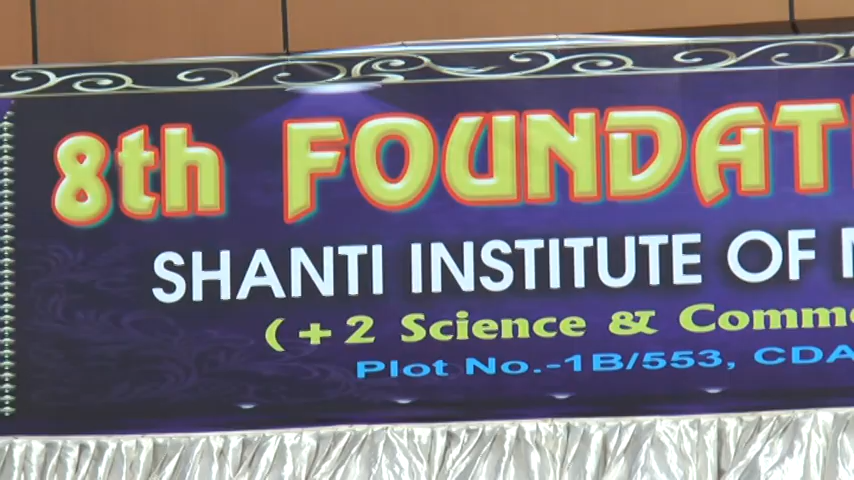 8th FOUNDAT
SHANTI INSTITUTE OF
(+2 Science & Comm
Plot No.-1B/553, CDA